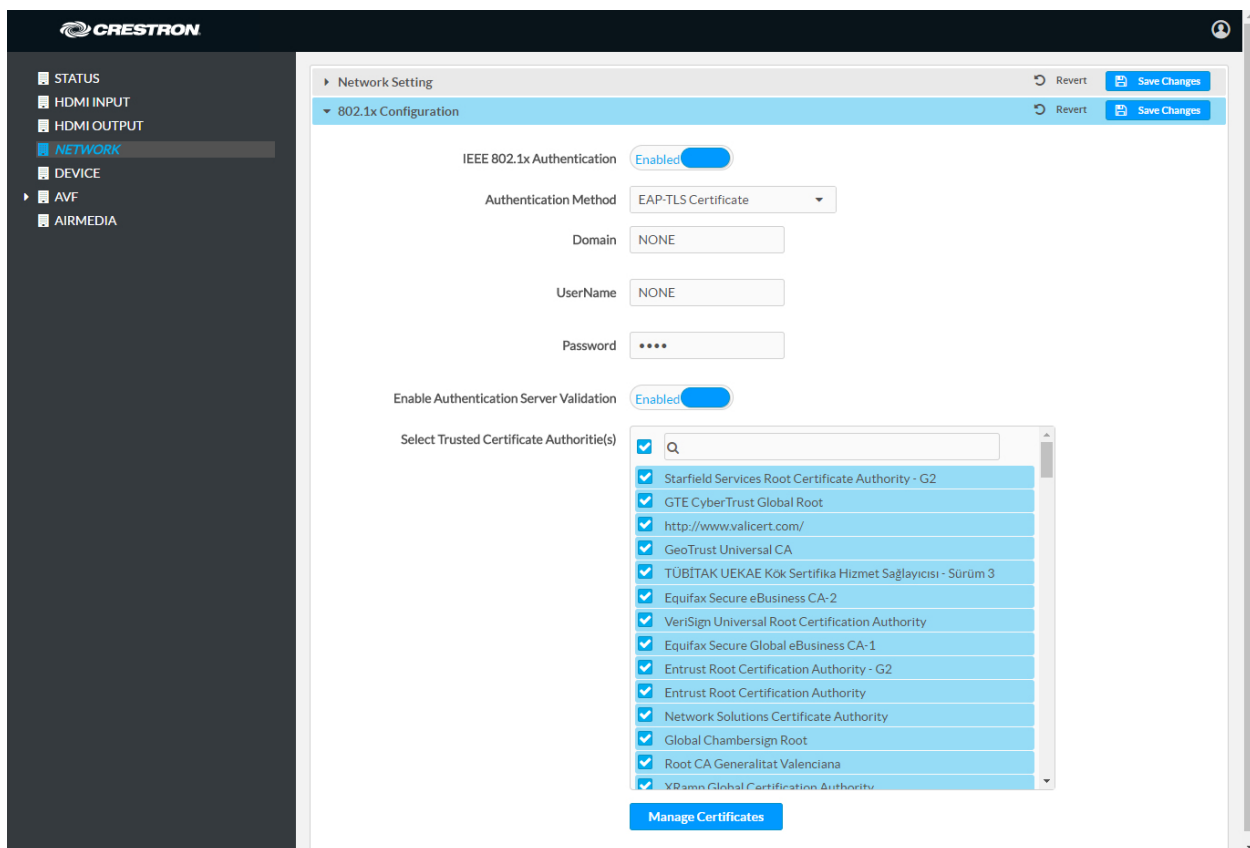 CRESTRON
STATUS
HDMI INPUT
HDMI OUTPUT
NETWORK
DEVICE
AVF
AIRMEDIA
Network Setting
Revert
Save Changes
802.1x Configuration
Revert
Save Changes
IEEE 802.1x Authentication
Enabled
Authentication Method
EAP-TLS Certificate
Domain
NONE
UserName
NONE
Password
••••
Enable Authentication Server Validation
Enabled
Select Trusted Certificate Authoritie(s)
Starfield Services Root Certificate Authority - G2
GTE CyberTrust Global Root
http://www.valicert.com/
GeoTrust Universal CA
TÜBİTAK UEKAE Kök Sertifika Hizmet Sağlayıcısı - Sürüm 3
Equifax Secure eBusiness CA-2
VeriSign Universal Root Certification Authority
Equifax Secure Global eBusiness CA-1
Entrust Root Certification Authority - G2
Entrust Root Certification Authority
Network Solutions Certificate Authority
Global Chambersign Root
Root CA Generalitat Valenciana
XRamp Global Certification Authority
Manage Certificates